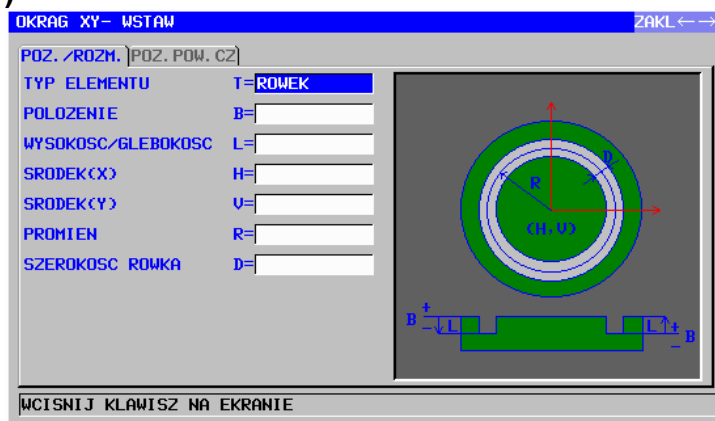 )
OKRAG XY- WSTAW ZAKL←→
POZ./ROZM. POZ.POW.CZ
TYP ELEMENTU T=ROWEK
POLOZENIE B=
WYSOKOSC/GLEBOKOSC L=
SRODEK(X) H=
SRODEK(Y) V=
PROMIEN R=
SZEROKOSC ROWKA D=
D
R
(H,V)
+
B
-
L
L
+
B
-
WCISNIJ KLAWISZ NA EKRANIE